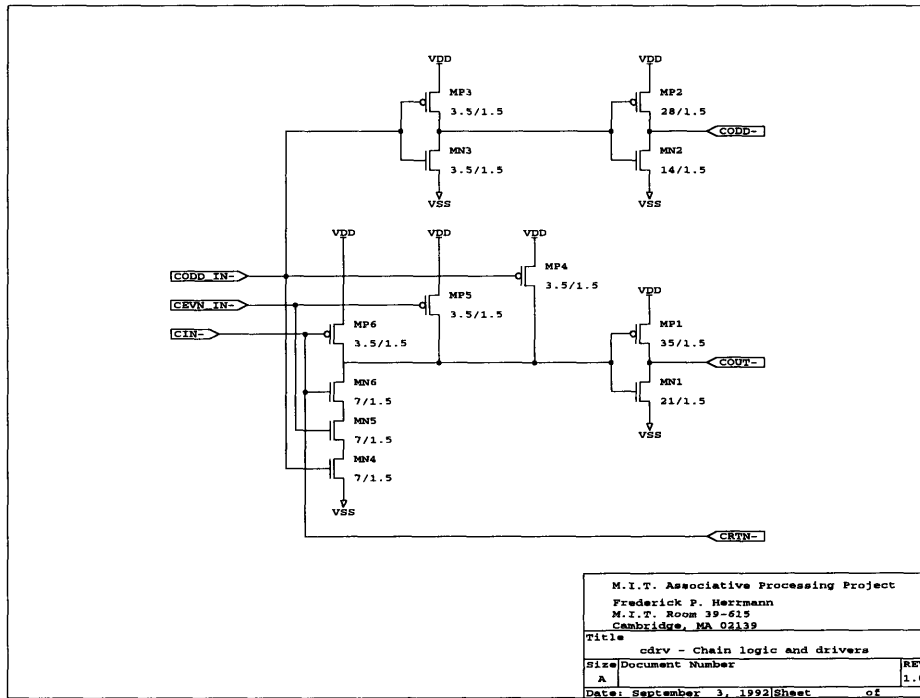 VDD
VDD
MP3
3.5/1.5
MP2
28/1.5
CODD-
MN3
3.5/1.5
MN2
14/1.5
VSS
VSS
VDD
VDD
VDD
CODD_IN-
MP4
3.5/1.5
CEVN_IN-
MP5
3.5/1.5
VDD
CIN-
MP6
3.5/1.5
MP1
35/1.5
COUT-
MN6
7/1.5
MN1
21/1.5
MN5
7/1.5
VSS
MN4
7/1.5
VSS
CRTN-
M.I.T. Associative Processing Project
Frederick P. Herrmann
M.I.T. Room 39-615
Cambridge, MA 02139
Title
cdrv - Chain logic and drivers
Size Document Number
A
Date: September 3, 1992 Sheet of